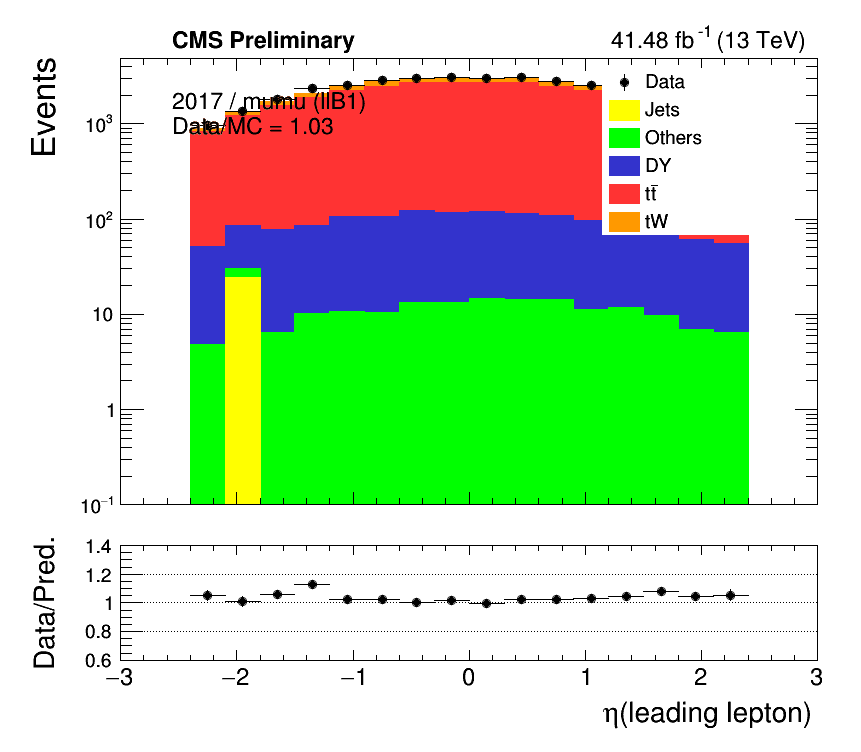 CMS Preliminary
41.48 fb⁻¹ (13 TeV)
Events
2017 / mumu (llB1)
Data/MC = 1.03
Data
Jets
Others
DY
tt̄
tW
10³
10²
10
1
10⁻¹
Data/Pred.
1.4
1.2
1
0.8
0.6
−3 −2 −1 0 1 2 3
η(leading lepton)